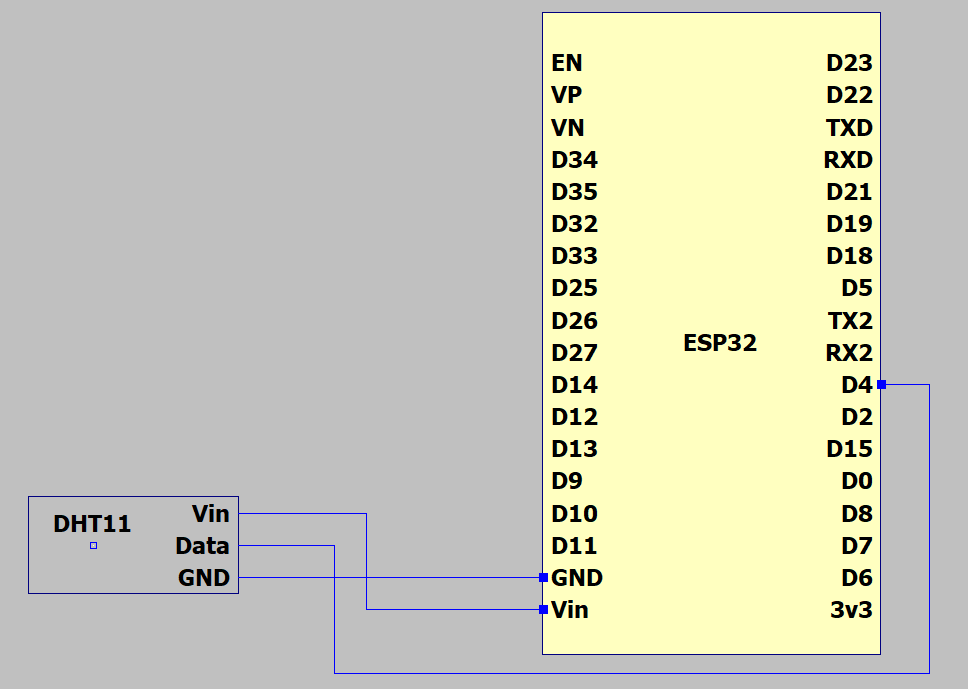 EN D23
VP D22
VN TXD
D34 RXD
D35 D21
D32 D19
D33 D18
D25 D5
D26 TX2
ESP32
D27 RX2
D14 D4
D12 D2
D13 D15
D9 D0
DHT11 Vin D10 D8
Data D11 D7
GND GND D6
Vin 3v3